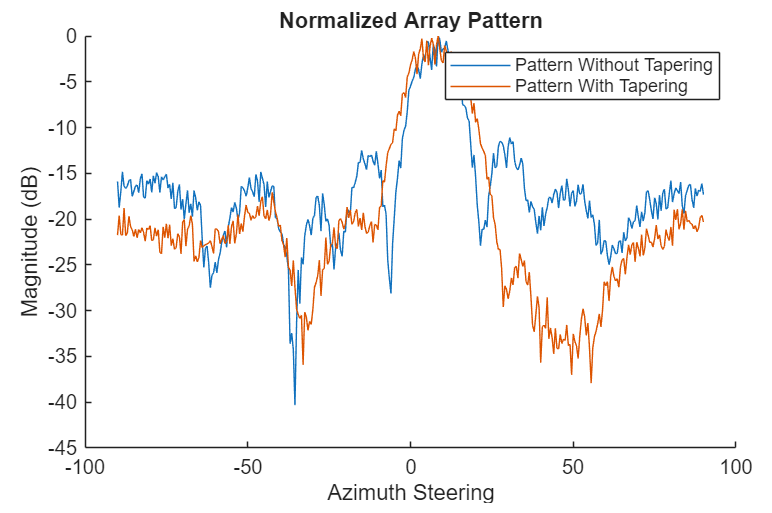 Normalized Array Pattern
Pattern Without Tapering
Pattern With Tapering
Magnitude (dB)
0
-5
-10
-15
-20
-25
-30
-35
-40
-45
-100 -50 0 50 100
Azimuth Steering